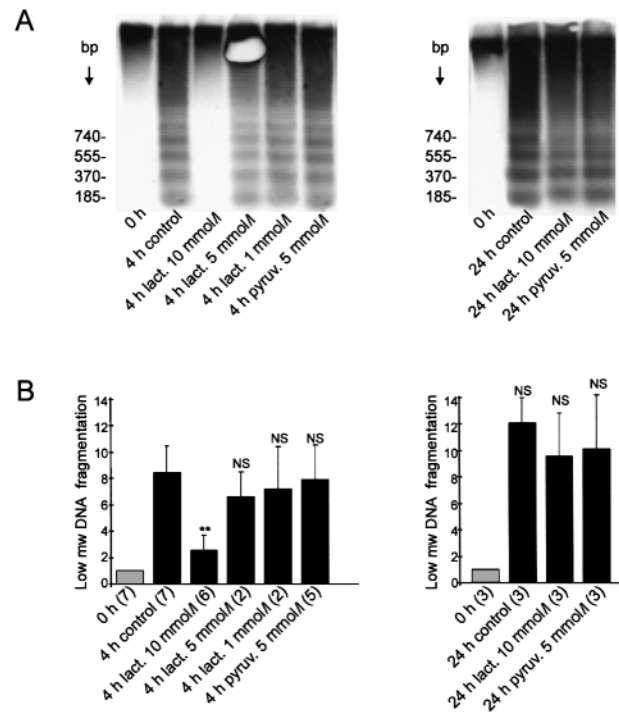 A
bp
↓
740-
555-
370-
185-
0 h
4 h control
4 h lact. 10 mmol/l
4 h lact. 5 mmol/l
4 h lact. 1 mmol/l
4 h pyruv. 5 mmol/l
bp
↓
740-
555-
370-
185-
0 h
24 h control
24 h lact. 10 mmol/l
24 h pyruv. 5 mmol/l
B
Low mw DNA fragmentation
14
12
10
8
6
4
2
0
**
NS
NS
NS
0 h (7)
4 h control (7)
4 h lact. 10 mmol/l (6)
4 h lact. 5 mmol/l (2)
4 h lact. 1 mmol/l (2)
4 h pyruv. 5 mmol/l (5)
Low mw DNA fragmentation
14
12
10
8
6
4
2
0
NS
NS
NS
0 h (3)
24 h control (3)
24 h lact. 10 mmol/l (3)
24 h pyruv. 5 mmol/l (3)